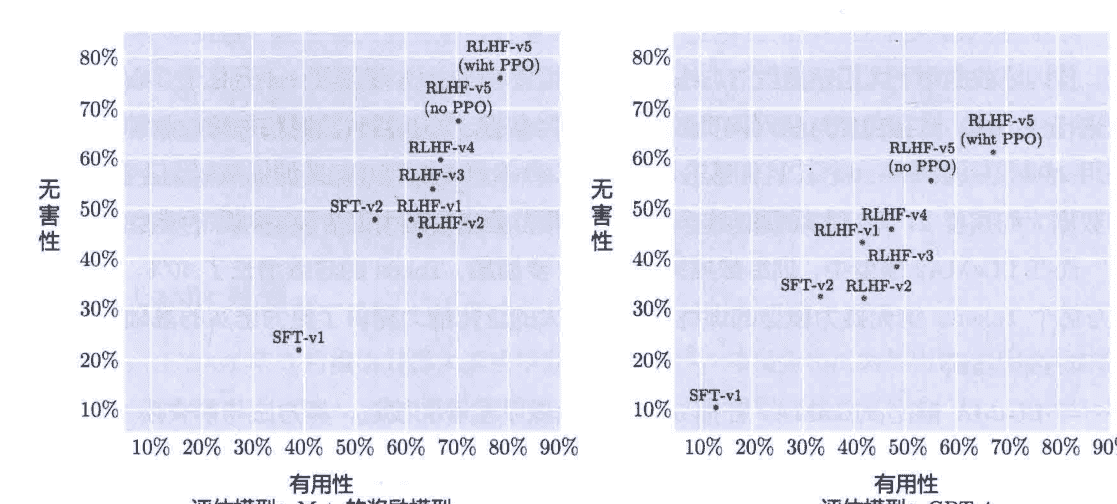 80%
70%
60%
50%
40%
30%
20%
10%
无害性
RLHF-v5
(wiht PPO)
RLHF-v5
(no PPO)
RLHF-v4
RLHF-v3
SFT-v2
RLHF-v1
RLHF-v2
SFT-v1
10% 20% 30% 40% 50% 60% 70% 80% 90%
有用性
80%
70%
60%
50%
40%
30%
20%
10%
无害性
RLHF-v5
(wiht PPO)
RLHF-v5
(no PPO)
RLHF-v4
RLHF-v1
RLHF-v3
SFT-v2
RLHF-v2
SFT-v1
10% 20% 30% 40% 50% 60% 70% 80%
有用性